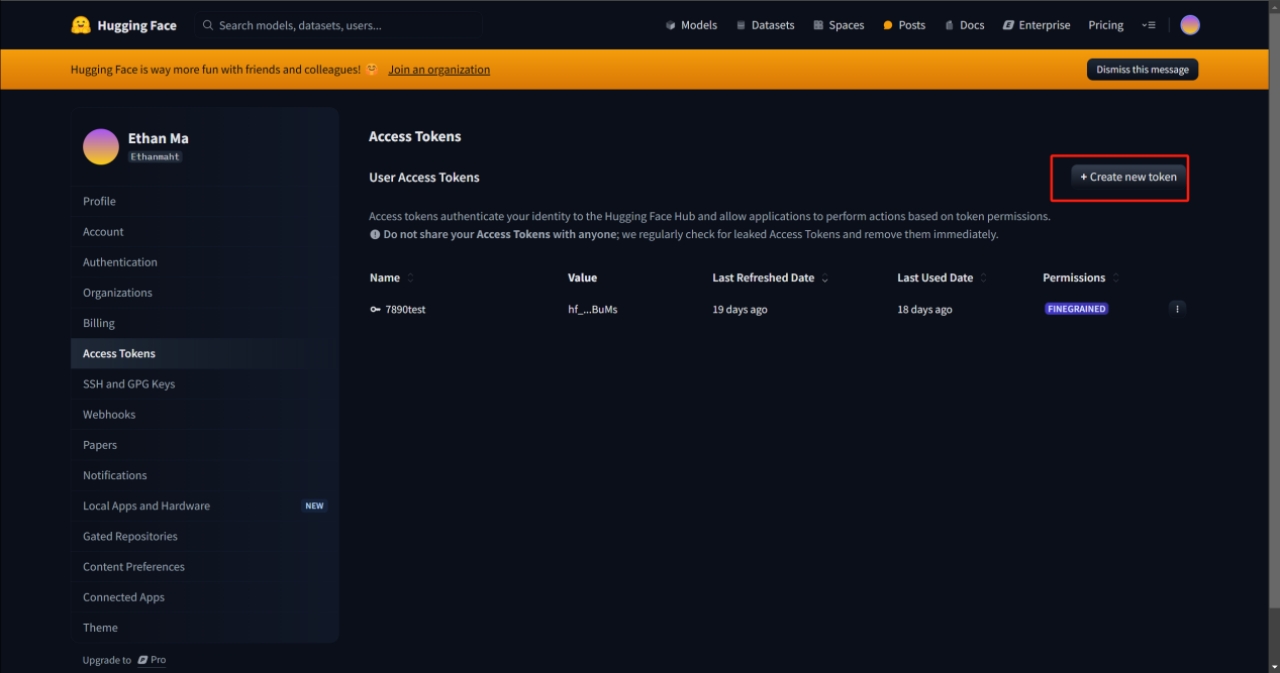 Hugging Face
Search models, datasets, users...
Models
Datasets
Spaces
Posts
Docs
Enterprise
Pricing
Hugging Face is way more fun with friends and colleagues! 🤗 Join an organization
Dismiss this message
Ethan Ma
Ethanmaht
Profile
Account
Authentication
Organizations
Billing
Access Tokens
SSH and GPG Keys
Webhooks
Papers
Notifications
Local Apps and Hardware NEW
Gated Repositories
Content Preferences
Connected Apps
Theme
Upgrade to Pro
Access Tokens
User Access Tokens
+ Create new token
Access tokens authenticate your identity to the Hugging Face Hub and allow applications to perform actions based on token permissions.
Do not share your Access Tokens with anyone; we regularly check for leaked Access Tokens and remove them immediately.
Name Value Last Refreshed Date Last Used Date Permissions
7890test hf_...BuMs 19 days ago 18 days ago FINEGRAINED